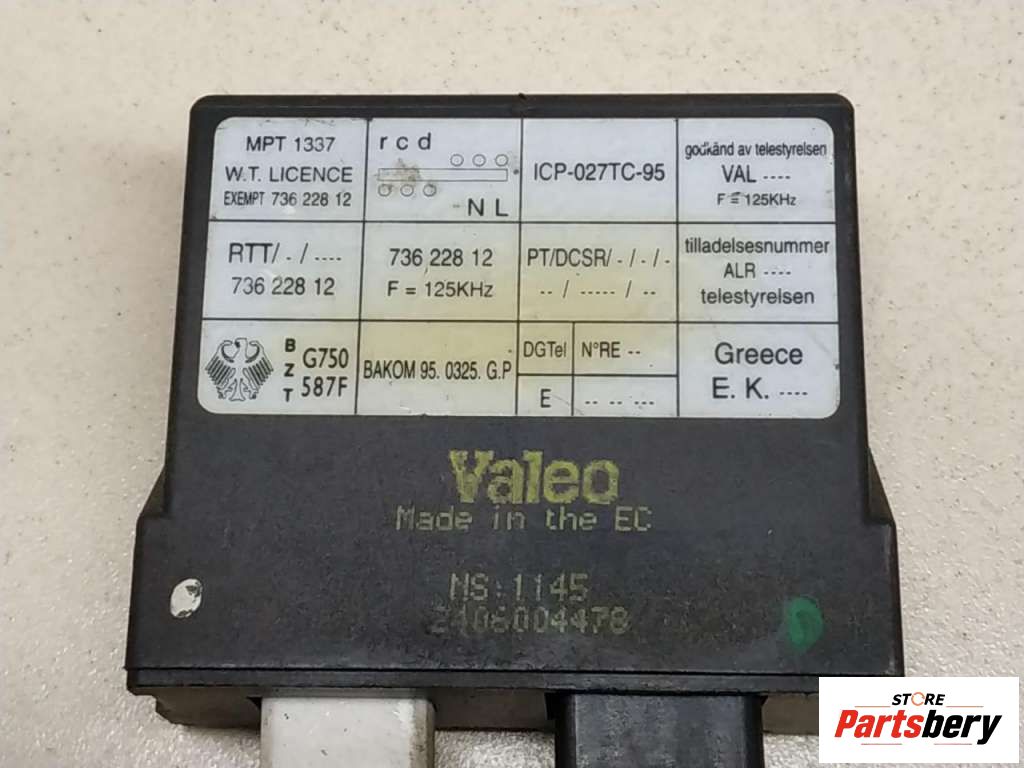 MPT 1337
W.T. LICENCE
EXEMPT 736 228 12
r c d
N L
ICP-027TC-95
godkänd av telestyrelsen
VAL ----
F = 125KHz
RTT/ - / ----
736 228 12
736 228 12
F = 125KHz
PT/DCSR/ - / - / -
-- / ----- / --
tilladelsesnummer
ALR ----
telestyrelsen
B Z T
G750
587F
BAKOM 95. 0325. G.P
DGTel
N°RE --
E
-- -- ---
Greece
E. K. ----
Valeo
Made in the EC
MS:1145
2406004478
STORE
Partsbery